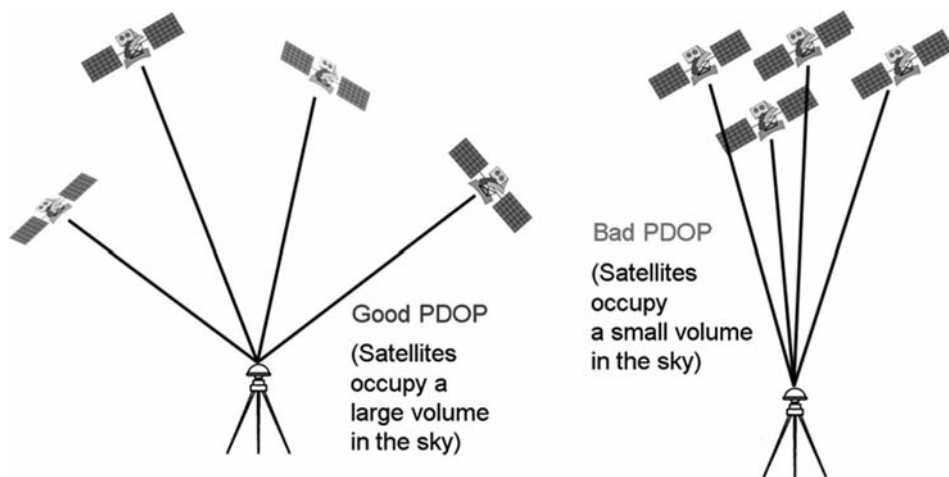 Good PDOP
(Satellites
occupy a
large volume
in the sky)
Bad PDOP
(Satellites
occupy
a small volume
in the sky)